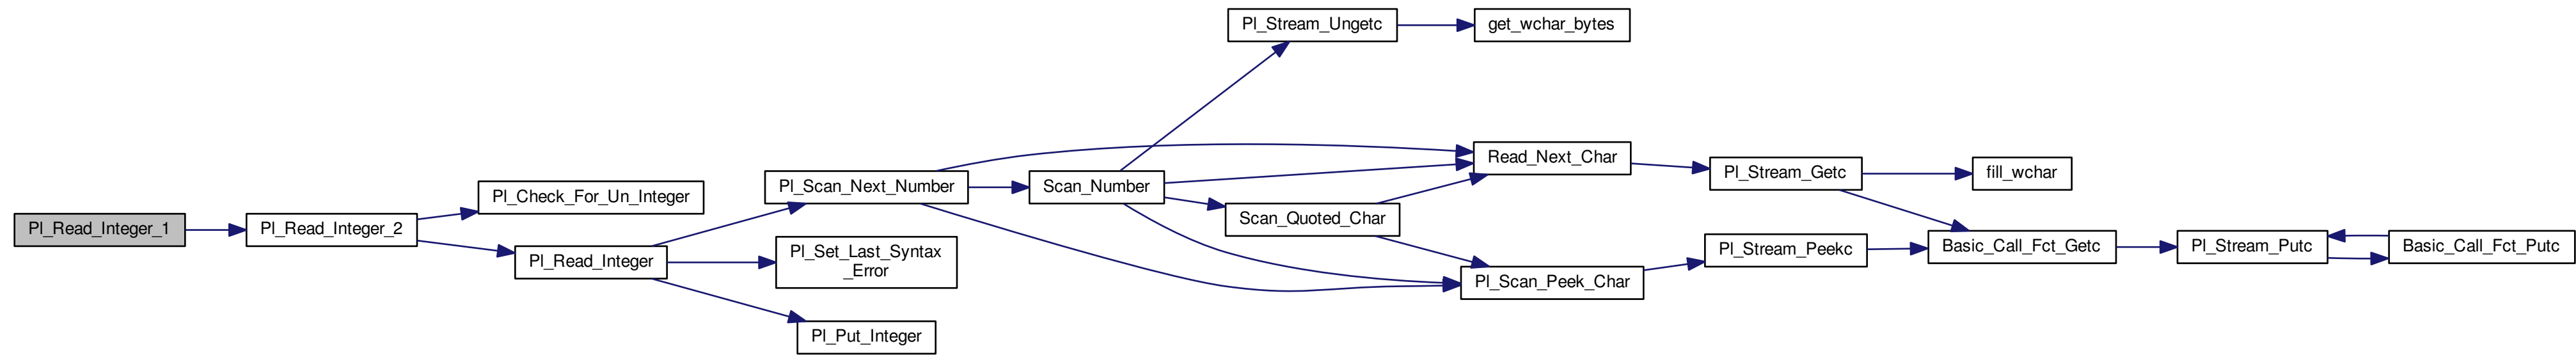 Pl_Read_Integer_1
Pl_Read_Integer_2
Pl_Check_For_Un_Integer
Pl_Read_Integer
Pl_Scan_Next_Number
Pl_Set_Last_Syntax
_Error
Pl_Put_Integer
Scan_Number
Pl_Stream_Ungetc
get_wchar_bytes
Scan_Quoted_Char
Read_Next_Char
Pl_Scan_Peek_Char
Pl_Stream_Getc
Pl_Stream_Peekc
fill_wchar
Basic_Call_Fct_Getc
Pl_Stream_Putc
Basic_Call_Fct_Putc